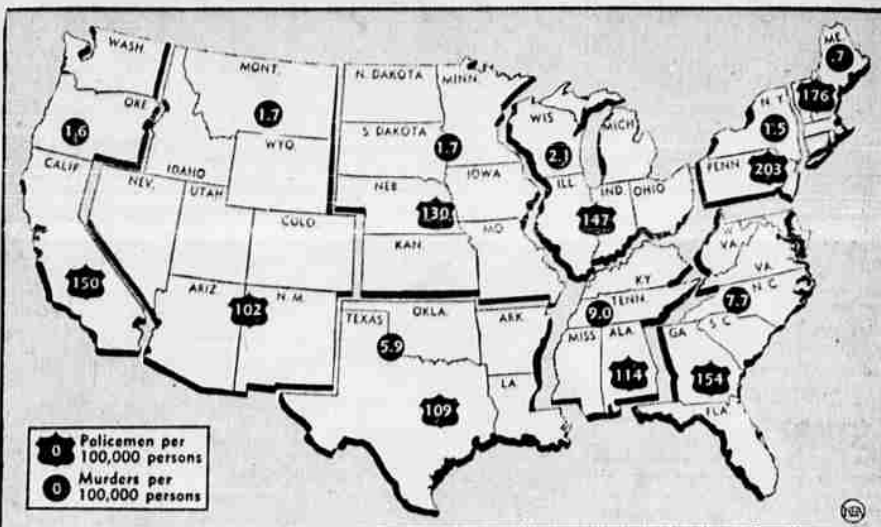 WASH
MONT.
N. DAKOTA
MINN
ME
.7
ORE
1.6
1.7
WYO.
S. DAKOTA
1.7
WIS
2.1
MICH
N.Y.
1.5
176
CALIF
IDAHO
NEV.
UTAH
NEB
130
IOWA
ILL
IND
OHIO
147
PENN
203
COLO
KAN.
MO
VA
VA.
150
ARIZ
102
N.M.
TEXAS
5.9
OKLA.
ARK.
KY
TENN.
9.0
N C
7.7
MISS
ALA.
114
GA
S C
154
109
LA
FLA
0 Policemen per
100,000 persons
0 Murders per
100,000 persons
NEA